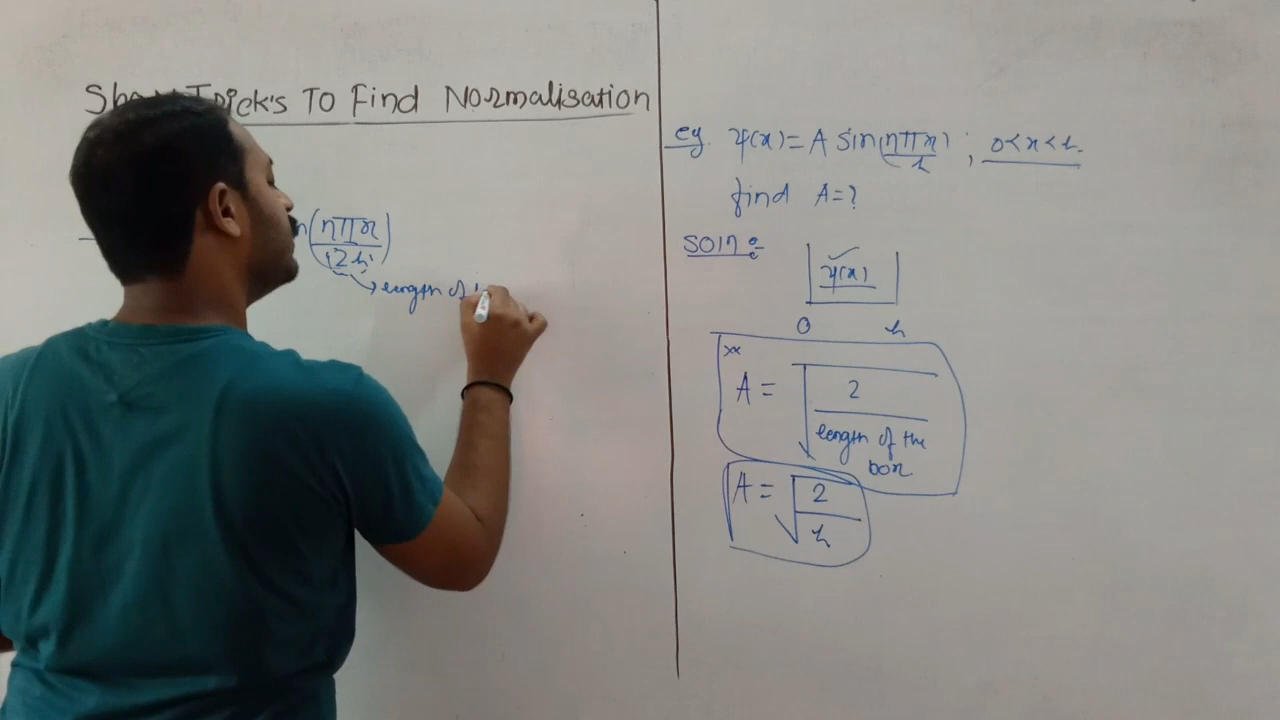 Short Trick's To Find Normalisation
(nπx)
(2L)
→ length of
eg. ψ(x) = A sin(nπx/L) ; 0<x<L.
find A=?
Soln :-
ψ(x)
0 L
A = √2/length of the box
A = √2/L